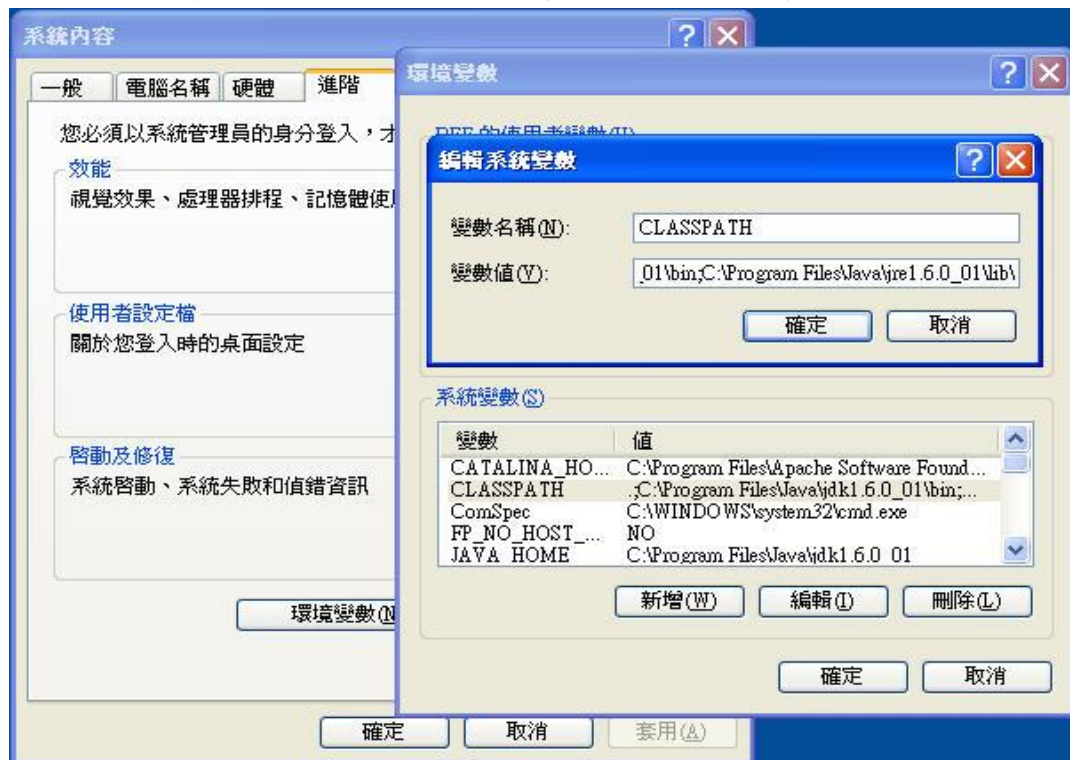 系統內容
一般 電腦名稱 硬體 進階
您必須以系統管理員的身分登入，才
效能
視覺效果、處理器排程、記憶體使用
使用者設定檔
關於您登入時的桌面設定
啟動及修復
系統啟動、系統失敗和偵錯資訊
環境變數(N
確定 取消 套用(A)
環境變數
的使用者變數(U)
編輯系統變數
變數名稱(N): CLASSPATH
變數值(V): _01\bin;C:\Program Files\Java\jre1.6.0_01\lib\
確定 取消
系統變數(S)
變數 值
CATALINA_HO... C:\Program Files\Apache Software Found...
CLASSPATH .;C:\Program Files\Java\jdk1.6.0_01\bin;...
ComSpec C:\WINDOWS\system32\cmd.exe
FP_NO_HOST_... NO
JAVA_HOME C:\Program Files\Java\jdk1.6.0_01
新增(W) 編輯(I) 刪除(L)
確定 取消